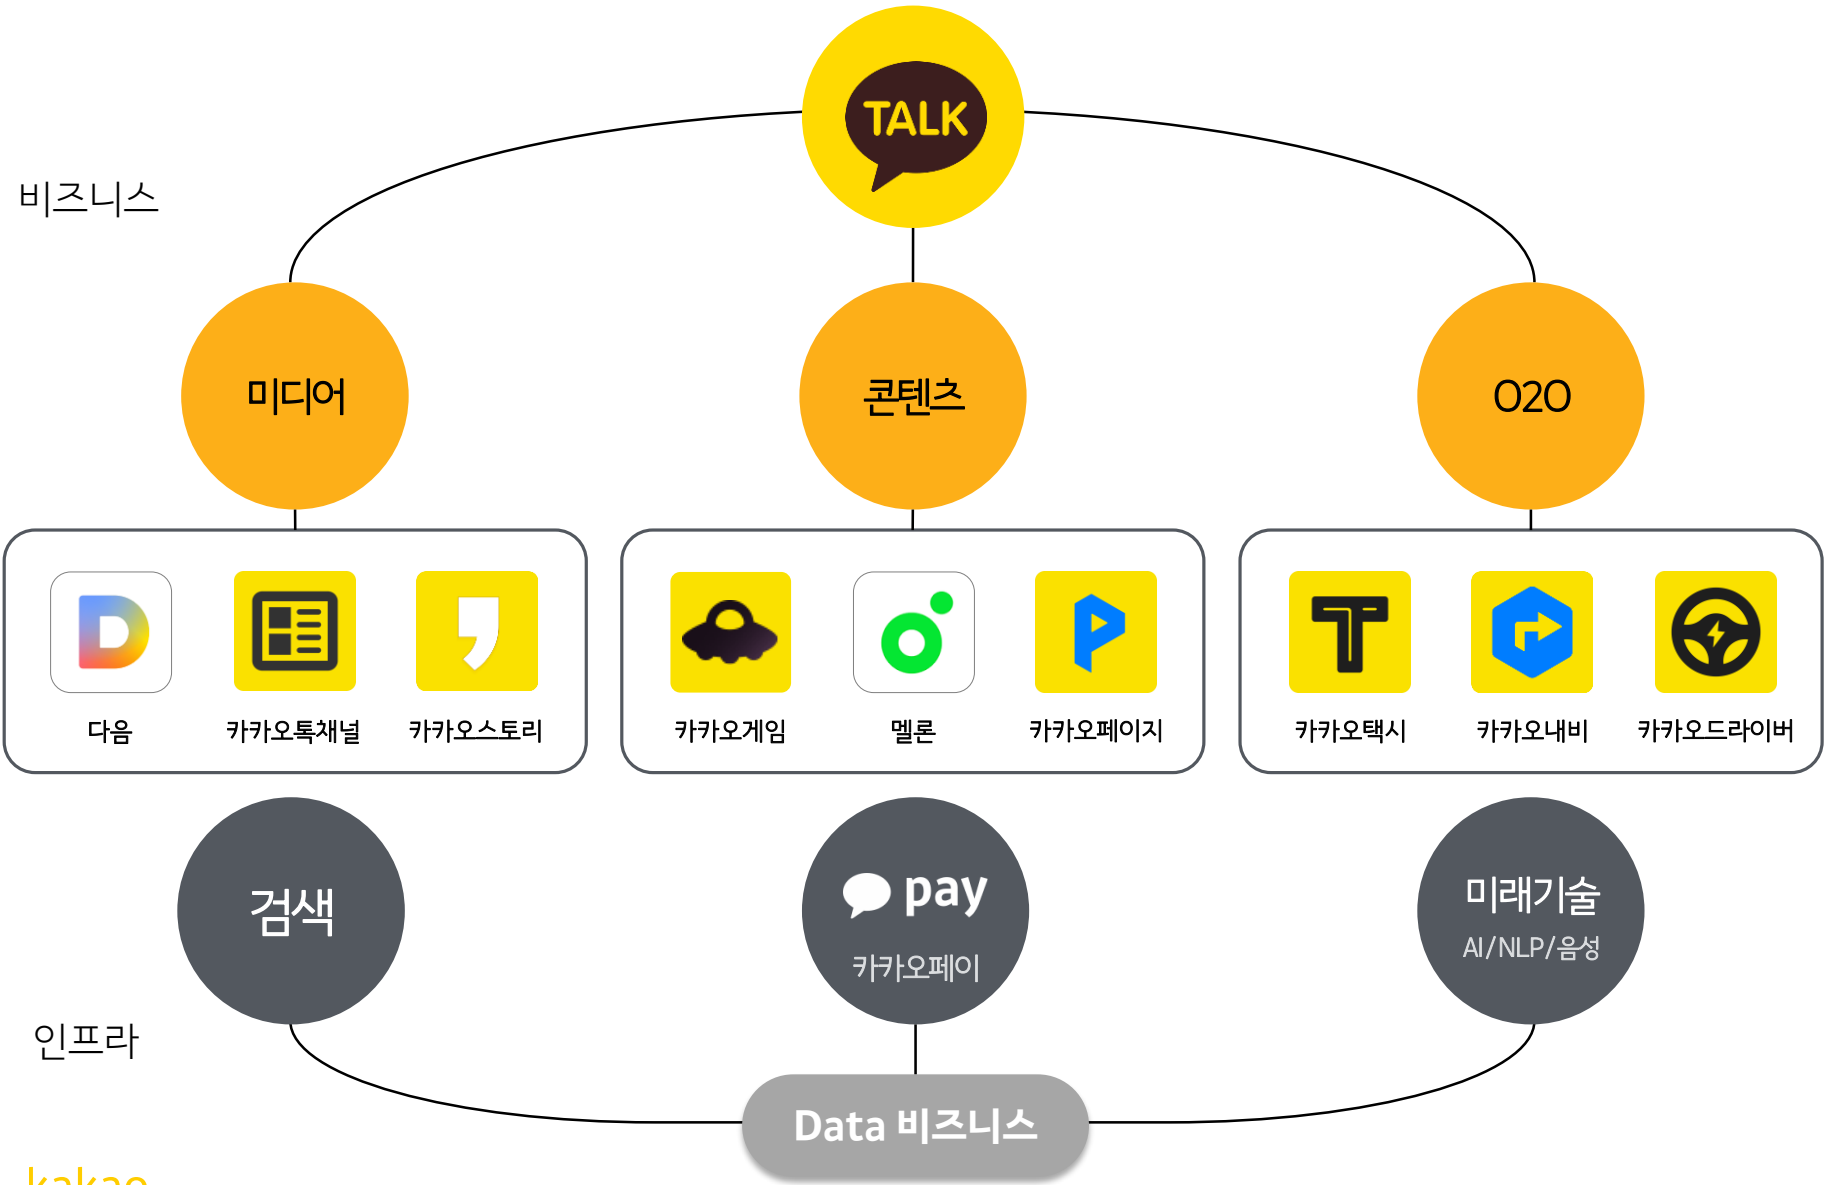 TALK
비즈니스
미디어
콘텐츠
O2O
다음
카카오톡채널
카카오스토리
카카오게임
멜론
카카오페이지
T
카카오택시
카카오내비
카카오드라이버
검색
pay
카카오페이
미래기술
AI/NLP/음성
인프라
Data 비즈니스
kakao